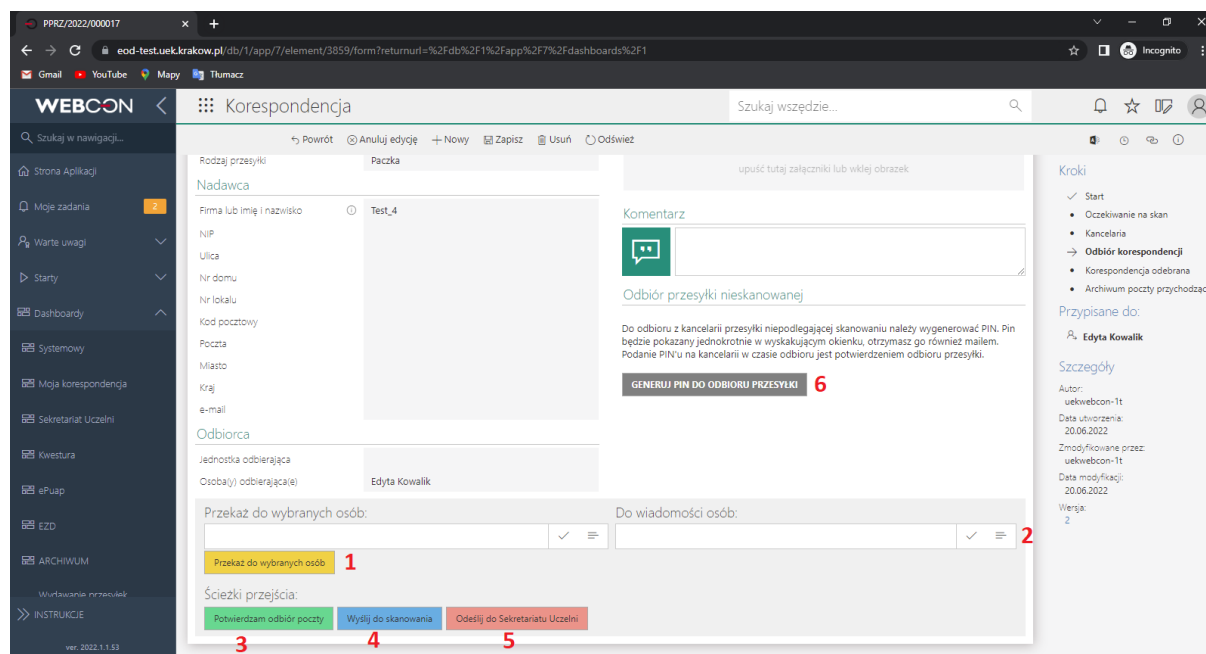 PPRZ/2022/000017
eod-test.uek.krakow.pl/db/1/app/7/element/3859/form?returnurl=%2Fdb%2F1%2Fapp%2F7%2Fdashboards%2F1
Incognito
Gmail YouTube Mapy Tłumacz
WEBCON
Korespondencja
Szukaj wszędzie...
Szukaj w nawigacji...
Powrót Anuluj edycję Nowy Zapisz Usuń Odśwież
Strona Aplikacji
Moje zadania 2
Warte uwagi
Starty
Dashboardy
Systemowy
Moja korespondencja
Sekretariat Uczelni
Kwestura
ePuap
EZD
ARCHIWUM
Wydawanie przesyłek
INSTRUKCJE
ver. 2022.1.1.53
Rodzaj przesyłki Paczka
Nadawca
Firma lub imię i nazwisko Test_4
NIP
Ulica
Nr domu
Nr lokalu
Kod pocztowy
Poczta
Miasto
Kraj
e-mail
Odbiorca
Jednostka odbierająca
Osoba(y) odbierająca(e) Edyta Kowalik
upuść tutaj załączniki lub wklej obrazek
Komentarz
Odbiór przesyłki nieskanowanej
Do odbioru z kancelarii przesyłki niepodlegającej skanowaniu należy wygenerować PIN. Pin
będzie pokazany jednokrotnie w wyskakującym okienku, otrzymasz go również mailem.
Podanie PIN'u na kancelarii w czasie odbioru jest potwierdzeniem odbioru przesyłki.
GENERUJ PIN DO ODBIORU PRZESYŁKI 6
Przekaż do wybranych osób:
Do wiadomości osób:
2
Przekaż do wybranych osób 1
Ścieżki przejścia:
Potwierdzam odbiór poczty Wyślij do skanowania Odeślij do Sekretariatu Uczelni
3 4 5
Kroki
Start
Oczekiwanie na skan
Kancelaria
Odbiór korespondencji
Korespondencja odebrana
Archiwum poczty przychodząc
Przypisane do:
Edyta Kowalik
Szczegóły
Autor:
uekwebcon-1t
Data utworzenia:
20.06.2022
Zmodyfikowane przez:
uekwebcon-1t
Data modyfikacji:
20.06.2022
Wersja:
2